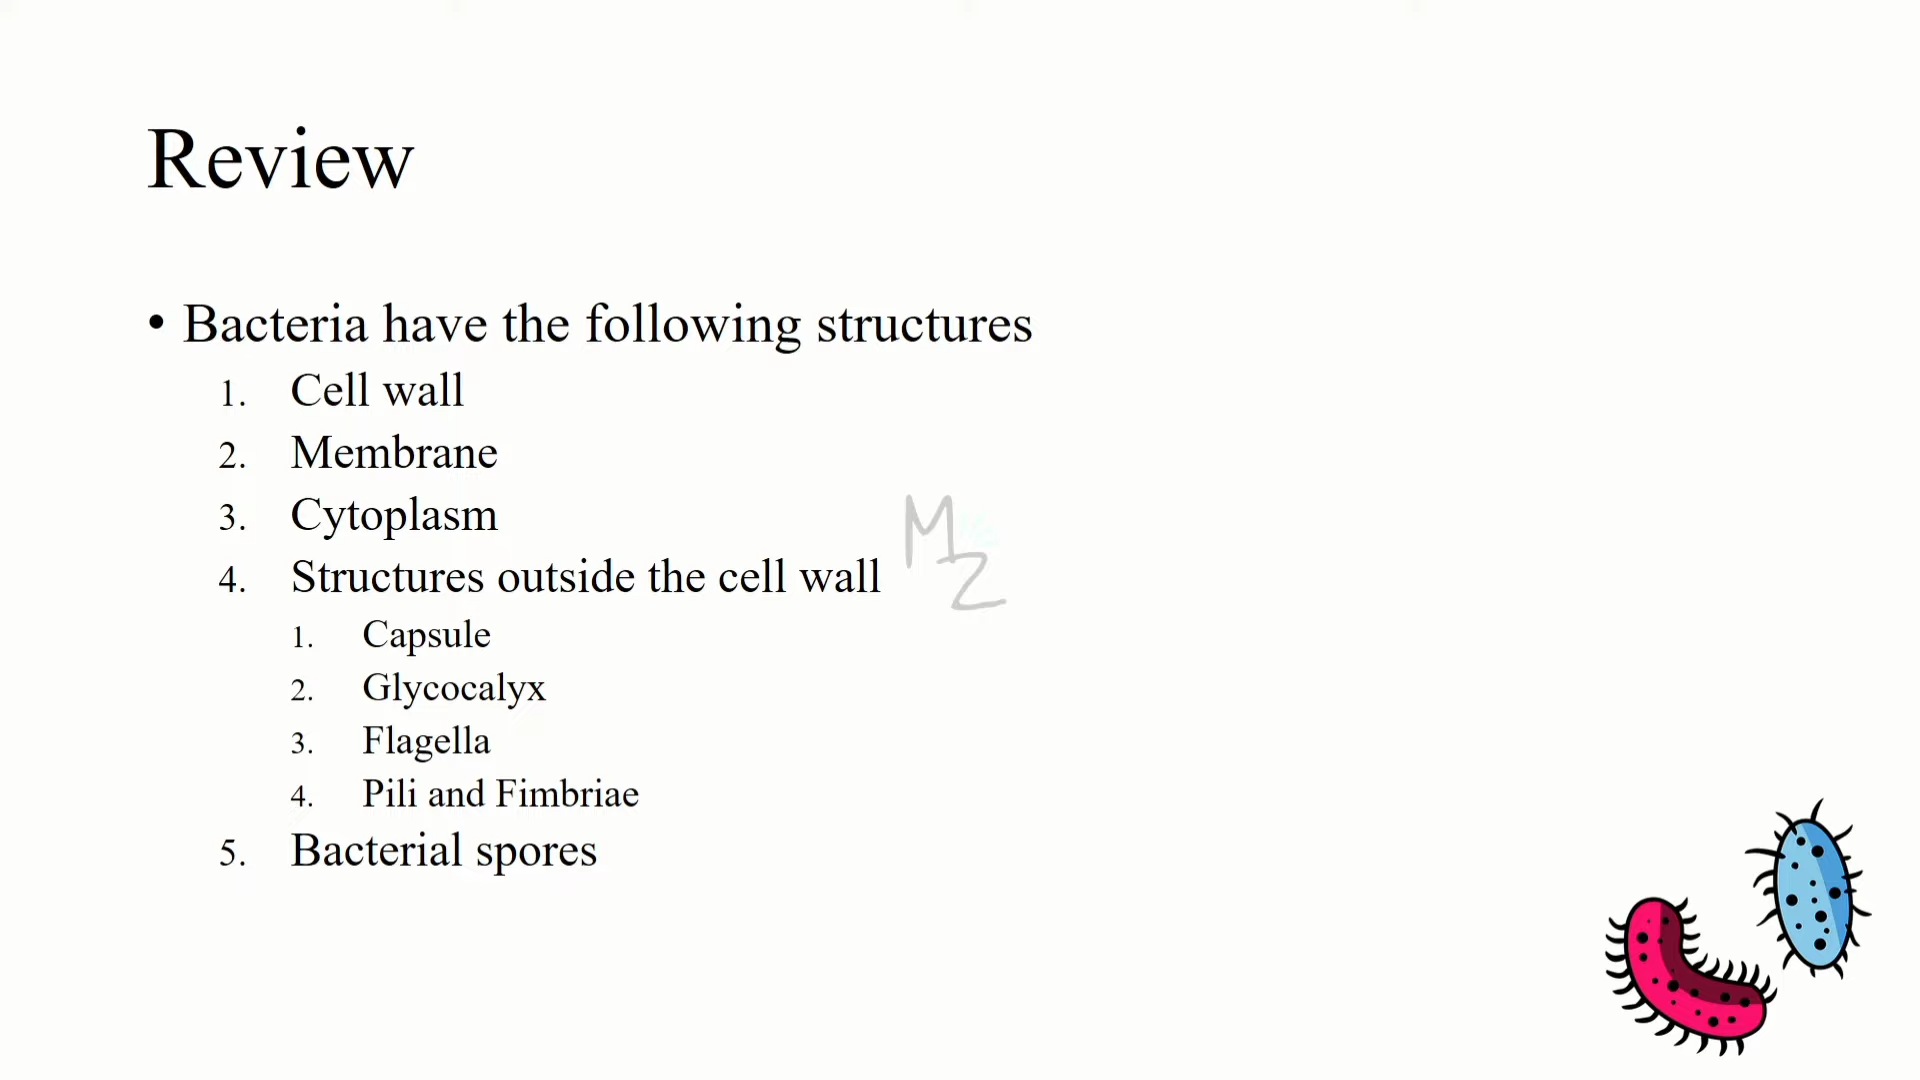 Review
• Bacteria have the following structures
1. Cell wall
2. Membrane
3. Cytoplasm
4. Structures outside the cell wall
1. Capsule
2. Glycocalyx
3. Flagella
4. Pili and Fimbriae
5. Bacterial spores
MZ